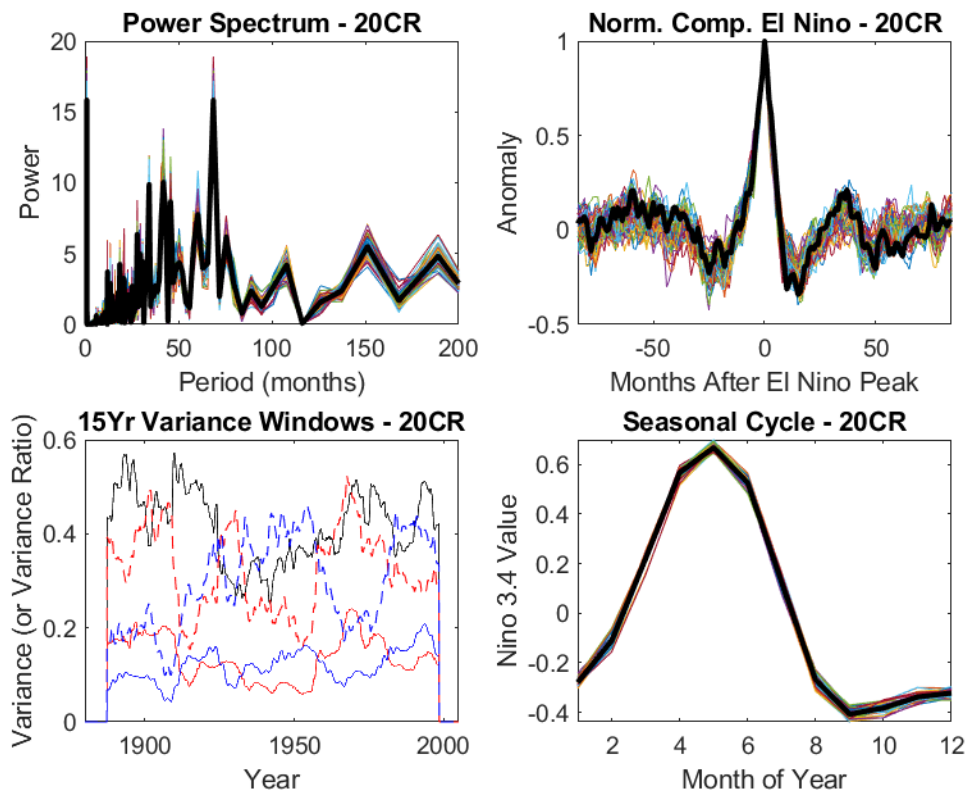 Power Spectrum - 20CR
20
15
10
5
0
Power
0 50 100 150 200
Period (months)
Norm. Comp. El Nino - 20CR
1
0.5
0
-0.5
Anomaly
-50 0 50
Months After El Nino Peak
15Yr Variance Windows - 20CR
0.6
0.4
0.2
0
Variance (or Variance Ratio)
1900 1950 2000
Year
Seasonal Cycle - 20CR
0.6
0.4
0.2
0
-0.2
-0.4
Nino 3.4 Value
2 4 6 8 10 12
Month of Year